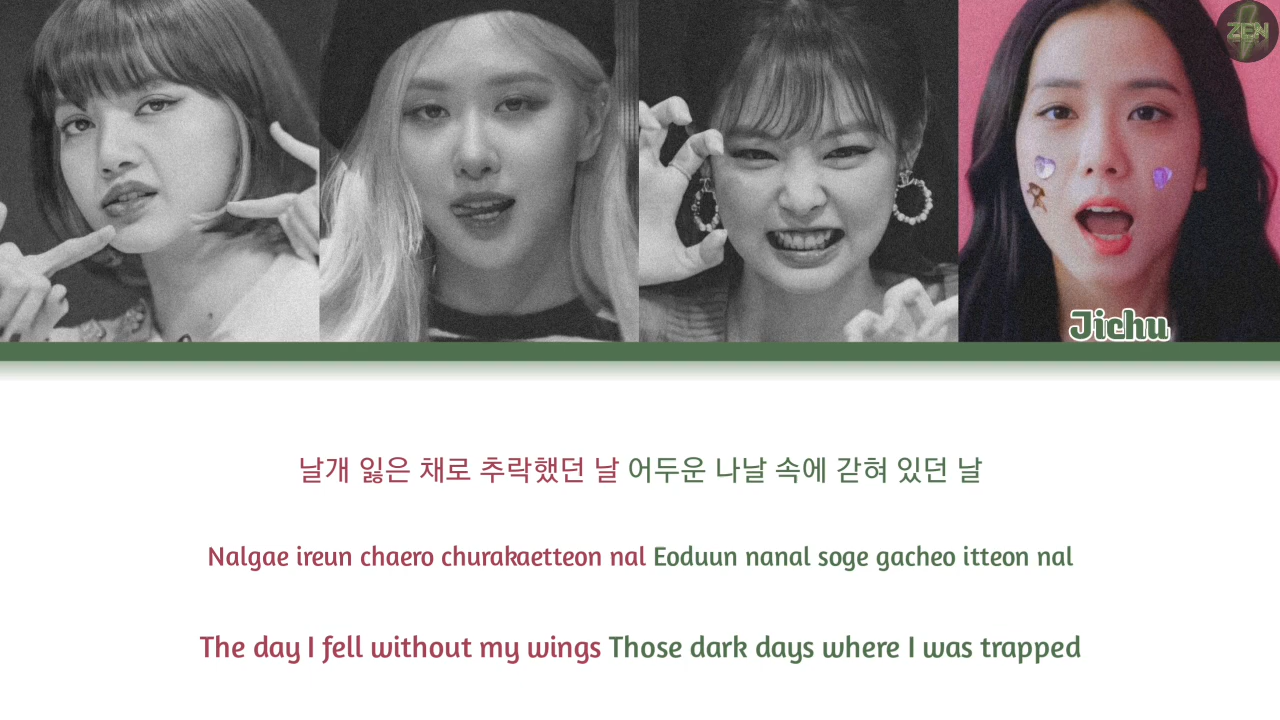 ZEN
Jichu
날개 잃은 채로 추락했던 날 어두운 나날 속에 갇혀 있던 날
Nalgae ireun chaero churakaetteon nal Eoduun nanal soge gacheo itteon nal
The day I fell without my wings Those dark days where I was trapped